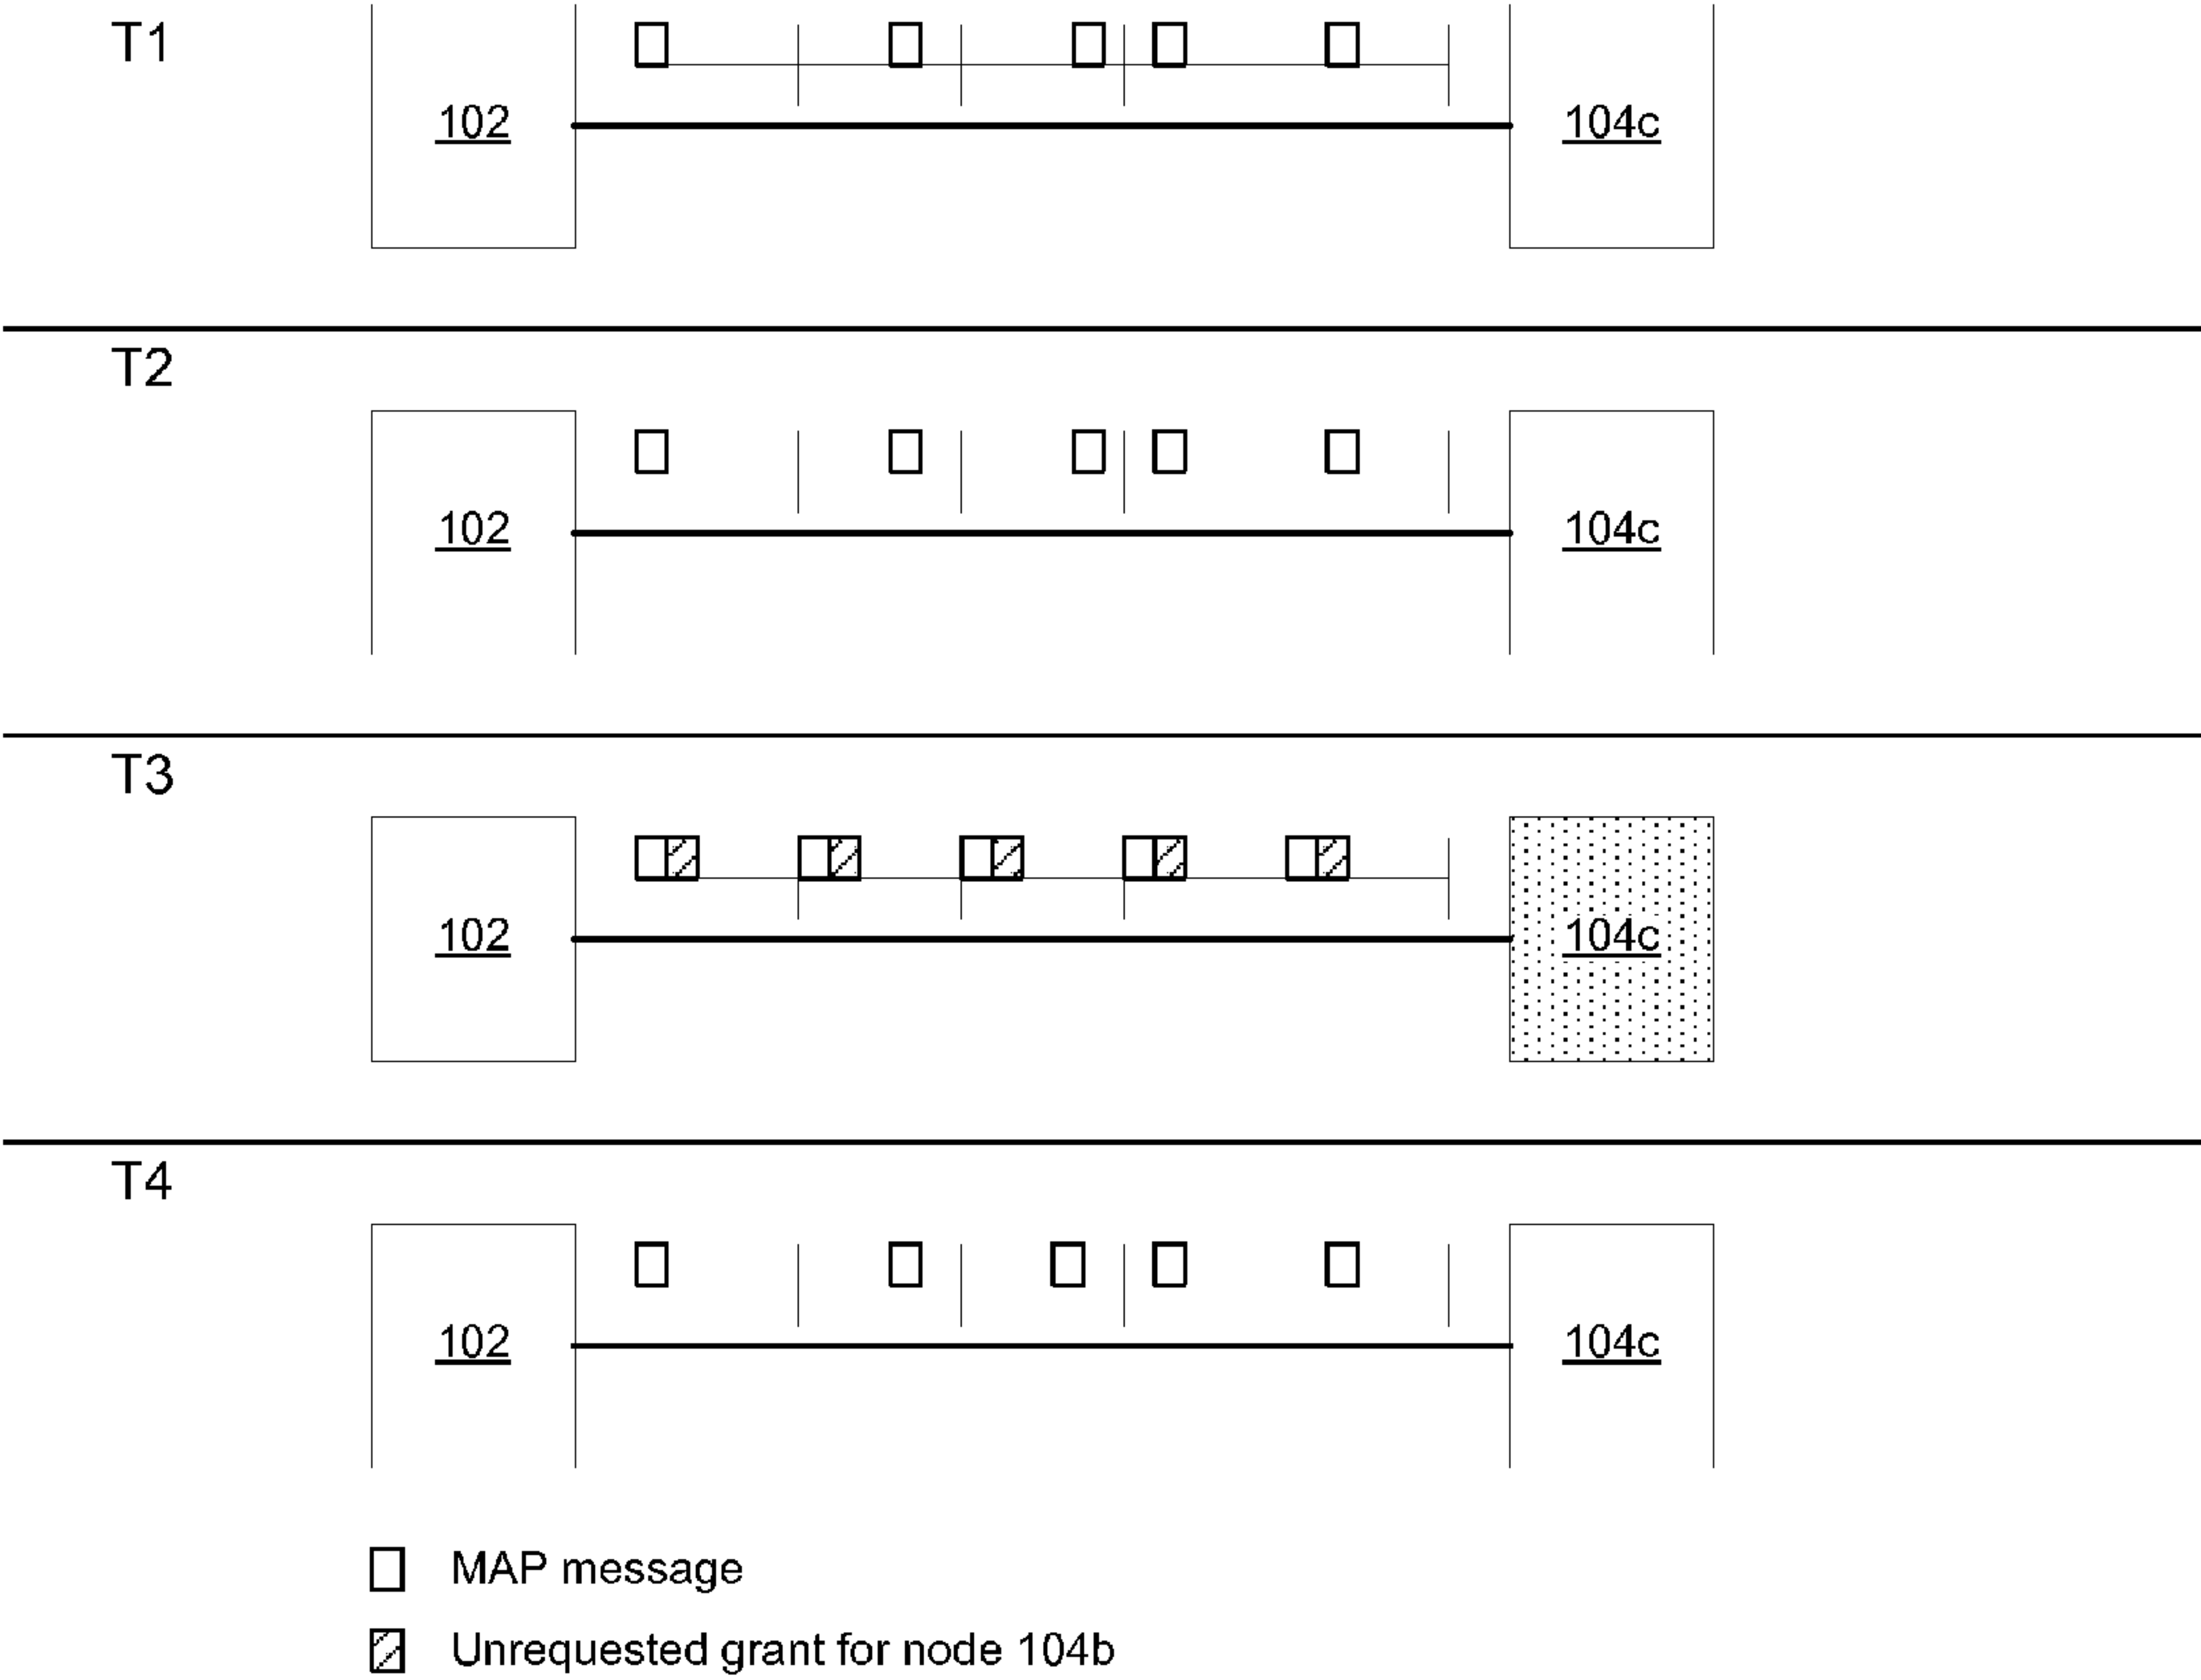 T1
102
104c
T2
102
104c
T3
102
104c
T4
102
104c
MAP message
Unrequested grant for node 104b